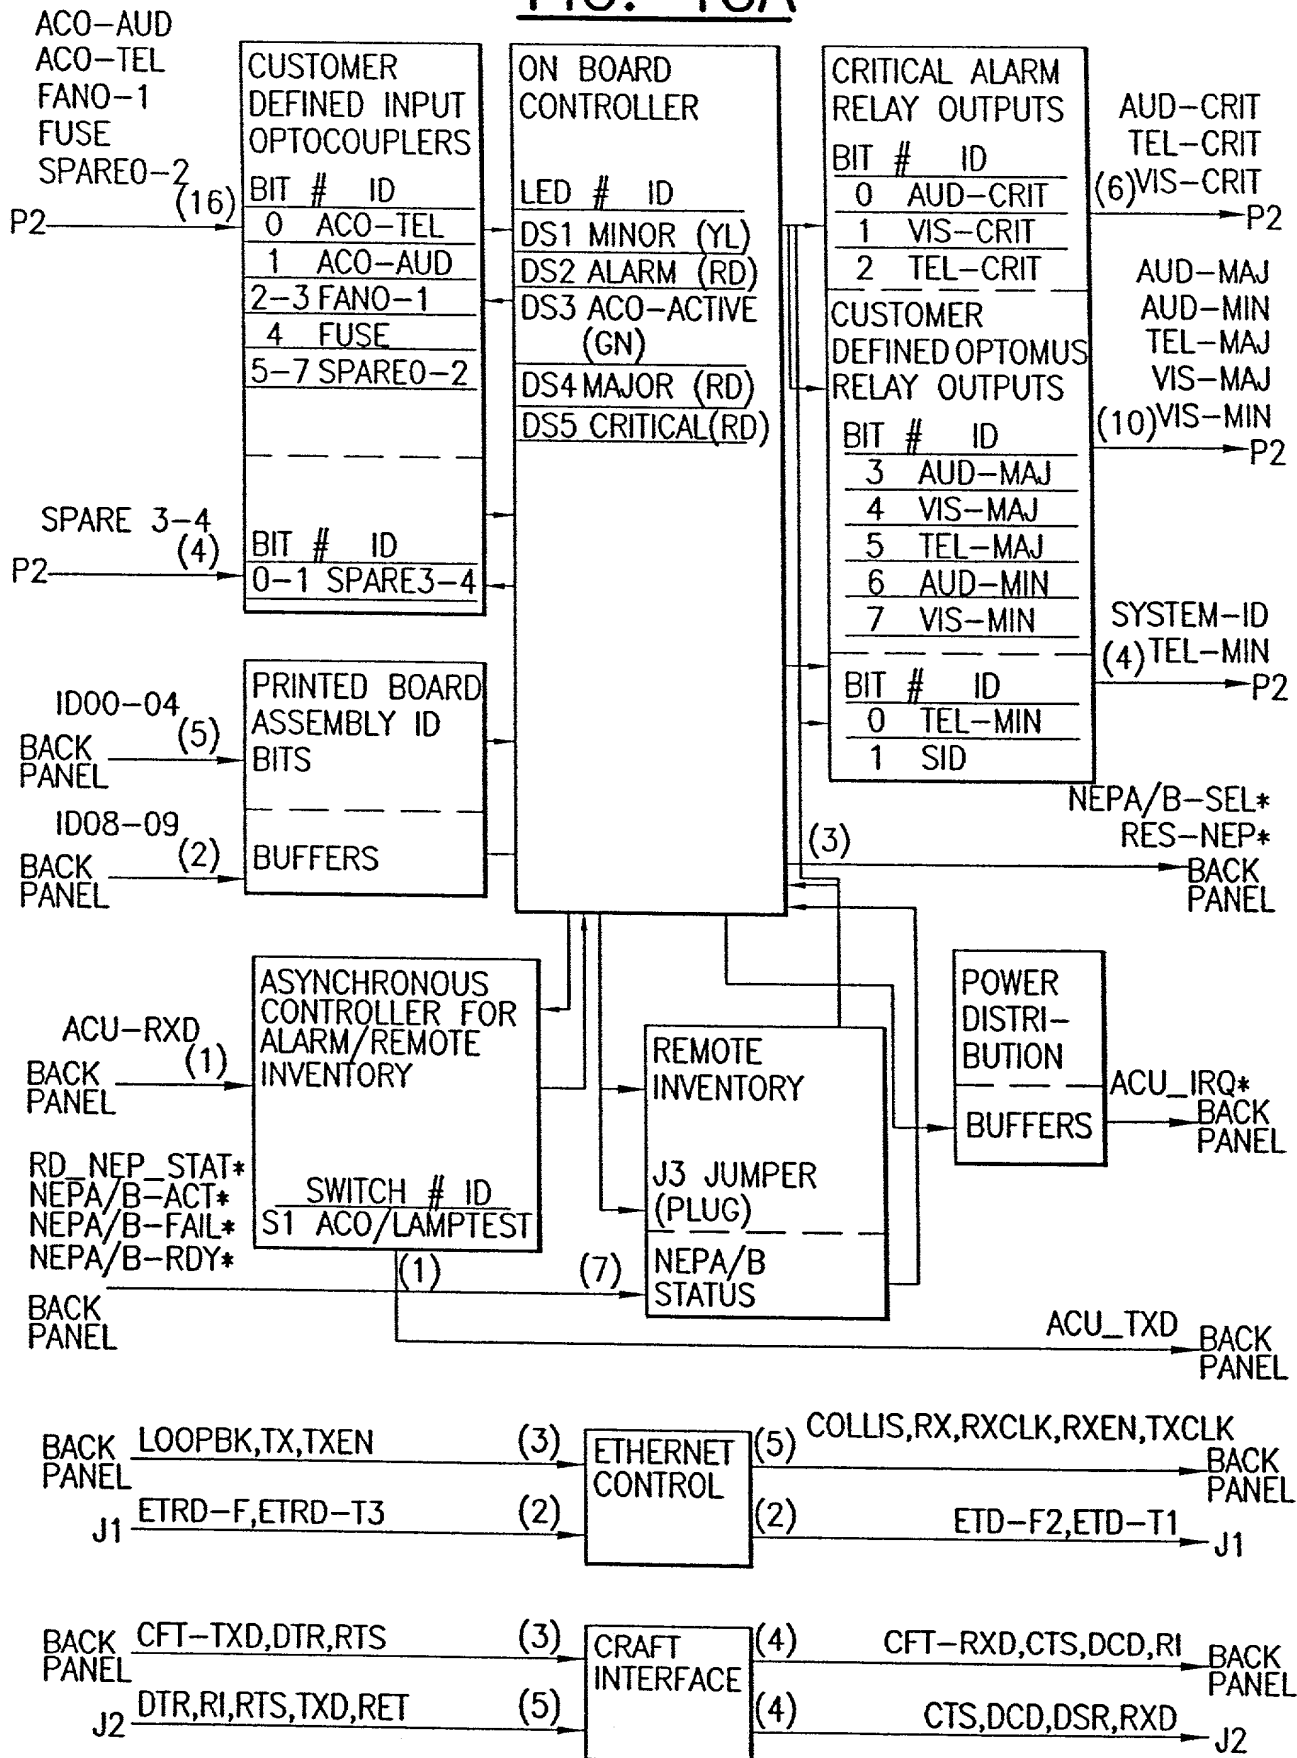 FIG. 16A
ACO-AUD
ACO-TEL
FAN0-1
FUSE
SPARE0-2
(16)
P2
CUSTOMER
DEFINED INPUT
OPTOCOUPLERS
BIT # ID
0 ACO-TEL
1 ACO-AUD
2-3 FAN0-1
4 FUSE
5-7 SPARE0-2
SPARE 3-4
(4)
P2
BIT # ID
0-1 SPARE3-4
ON BOARD
CONTROLLER
LED # ID
DS1 MINOR (YL)
DS2 ALARM (RD)
DS3 ACO-ACTIVE
(GN)
DS4 MAJOR (RD)
DS5 CRITICAL(RD)
CRITICAL ALARM
RELAY OUTPUTS
BIT # ID
0 AUD-CRIT
1 VIS-CRIT
2 TEL-CRIT
CUSTOMER
DEFINED OPTOMUS
RELAY OUTPUTS
BIT # ID
3 AUD-MAJ
4 VIS-MAJ
5 TEL-MAJ
6 AUD-MIN
7 VIS-MIN
BIT # ID
0 TEL-MIN
1 SID
AUD-CRIT
TEL-CRIT
(6) VIS-CRIT
P2
AUD-MAJ
AUD-MIN
TEL-MAJ
VIS-MAJ
(10) VIS-MIN
P2
SYSTEM-ID
(4) TEL-MIN
P2
ID00-04
(5)
BACK
PANEL
ID08-09
(2)
BACK
PANEL
PRINTED BOARD
ASSEMBLY ID
BITS
BUFFERS
NEPA/B-SEL*
RES-NEP*
(3)
BACK
PANEL
ACU-RXD
(1)
BACK
PANEL
ASYNCHRONOUS
CONTROLLER FOR
ALARM/REMOTE
INVENTORY
SWITCH # ID
S1 ACO/LAMPTEST
REMOTE
INVENTORY
J3 JUMPER
(PLUG)
NEPA/B
STATUS
POWER
DISTRI-
BUTION
BUFFERS
ACU_IRQ*
BACK
PANEL
RD_NEP_STAT*
NEPA/B-ACT*
NEPA/B-FAIL*
NEPA/B-RDY*
BACK
PANEL
(1)
(7)
ACU_TXD
BACK
PANEL
BACK
PANEL
LOOPBK,TX,TXEN
(3)
J1
ETRD-F,ETRD-T3
(2)
ETHERNET
CONTROL
(5)
COLLIS,RX,RXCLK,RXEN,TXCLK
BACK
PANEL
(2)
ETD-F2,ETD-T1
J1
BACK
PANEL
CFT-TXD,DTR,RTS
(3)
J2
DTR,RI,RTS,TXD,RET
(5)
CRAFT
INTERFACE
(4)
CFT-RXD,CTS,DCD,RI
BACK
PANEL
(4)
CTS,DCD,DSR,RXD
J2